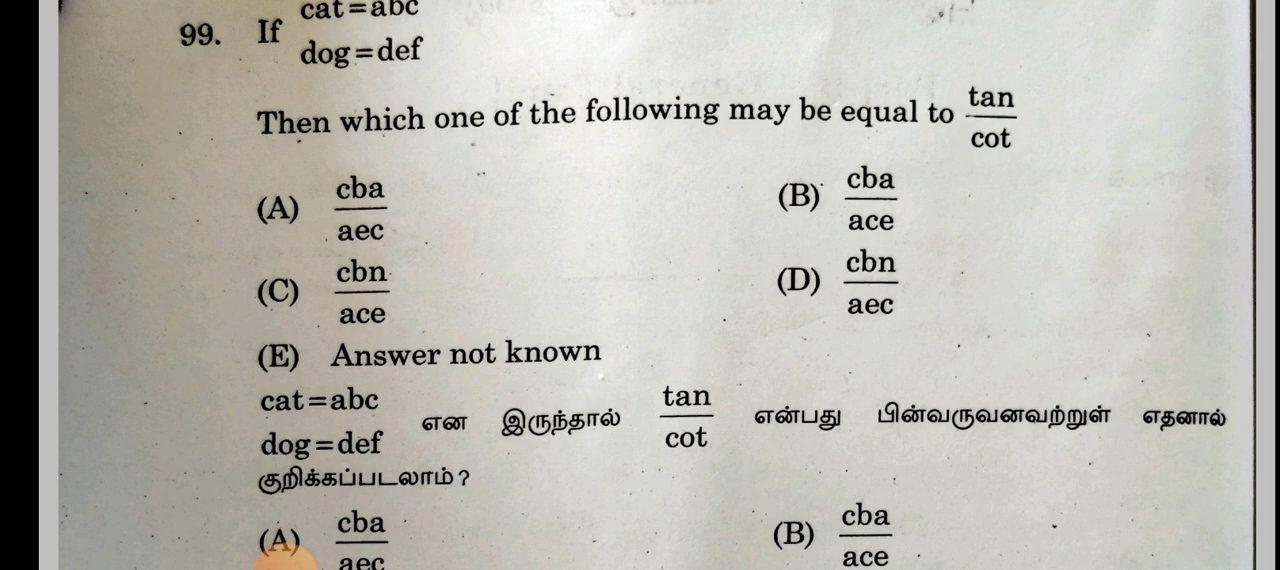 cat=abc
99. If
dog=def
Then which one of the following may be equal to tan
cot
(A) cba
aec
(B) cba
ace
(C) cbn
ace
(D) cbn
aec
(E) Answer not known
cat=abc
dog=def
என இருந்தால் tan
cot
என்பது பின்வருவனவற்றுள் எதனால்
குறிக்கப்படலாம்?
(A) cba
aec
(B) cba
ace